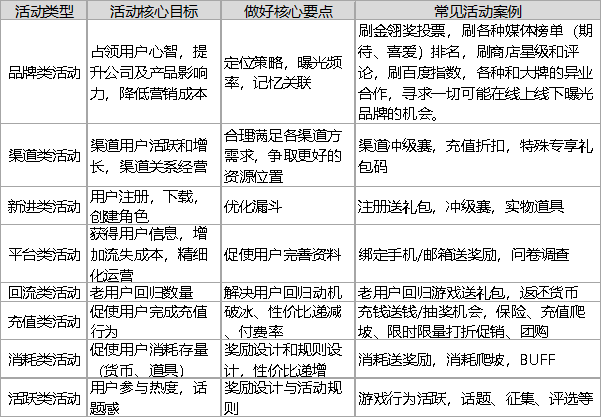 活动类型 活动核心目标 做好核心要点 常见活动案例
品牌类活动
占领用户心智，提
升公司及产品影响
力，降低营销成本
定位策略，曝光频
率，记忆关联
刷金翎奖投票，刷各种媒体榜单（期
待、喜爱）排名，刷商店星级和评
论，刷百度指数，各种和大牌的异业
合作，寻求一切可能在线上线下曝光
品牌的机会。
渠道类活动
渠道用户活跃和增
长，渠道关系经营
合理满足各渠道方
需求，争取更好的
资源位置
渠道冲级赛，充值折扣，特殊专享礼
包码
新进类活动
用户注册，下载，
创建角色
优化漏斗
注册送礼包，冲级赛，实物道具
平台类活动
获得用户信息，增
加流失成本，精细
化运营
促使用户完善资料
绑定手机/邮箱送奖励，问卷调查
回流类活动 老用户回归数量 解决用户回归动机 老用户回归游戏送礼包，返还货币
充值类活动
促使用户完成充值
行为
破冰、性价比递减
、付费率
充钱送钱/抽奖机会，保险、充值爬
坡、限时限量打折促销、团购
消耗类活动
促使用户消耗存量
（货币、道具）
奖励设计和规则设
计，性价比递增
消耗送奖励，消耗爬坡，BUFF
活跃类活动
用户参与热度，话
题感
奖励设计与活动规
则
游戏行为活跃，话题、征集、评选等